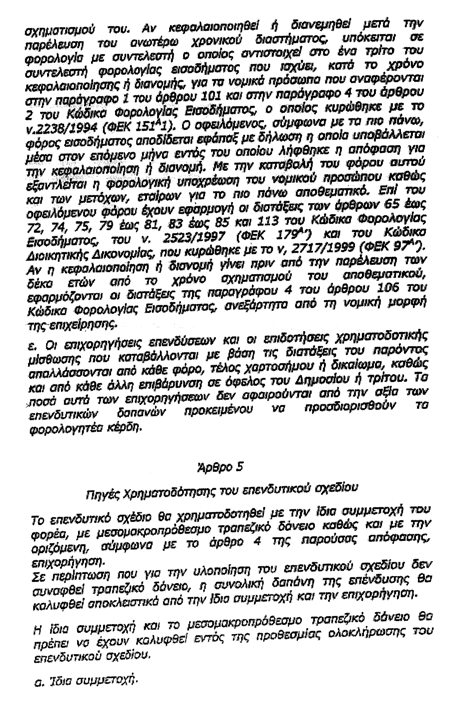 σχηματισμού του. Αν κεφαλαιοποιηθεί ή διανεμηθεί μετά την
παρέλευση του ανωτέρω χρονικού διαστήματος, υπόκειται σε
φορολογία με συντελεστή ο οποίος αντιστοιχεί στο ένα τρίτο του
συντελεστή φορολογίας εισοδήματος που ισχύει, κατά το χρόνο
κεφαλαιοποίησης ή διανομής, για τα νομικά πρόσωπα που αναφέρονται
στην παράγραφο 1 του άρθρου 101 και στην παράγραφο 4 του άρθρου
2 του Κώδικα Φορολογίας Εισοδήματος, ο οποίος κυρώθηκε με το
ν.2238/1994 (ΦΕΚ 151Α1). Ο οφειλόμενος, σύμφωνα με τα πιο πάνω,
φόρος εισοδήματος αποδίδεται εφάπαξ με δήλωση η οποία υποβάλλεται
μέσα στον επόμενο μήνα εντός του οποίου λήφθηκε η απόφαση για
την κεφαλαιοποίηση ή διανομή. Με την καταβολή του φόρου αυτού
εξαντλείται η φορολογική υποχρέωση του νομικού προσώπου καθώς
και των μετόχων, εταίρων για το πιο πάνω αποθεματικό. Επί του
οφειλομένου φόρου έχουν εφαρμογή οι διατάξεις των άρθρων 65 έως
72, 74, 75, 79 έως 81, 83 έως 85 και 113 του Κώδικα Φορολογίας
Εισοδήματος, του ν. 2523/1997 (ΦΕΚ 179Α') και του Κώδικα
Διοικητικής Δικονομίας, που κυρώθηκε με το ν, 2717/1999 (ΦΕΚ 97Α').
Αν η κεφαλαιοποίηση ή διανομή γίνει πριν από την παρέλευση των
δέκα ετών από το χρόνο σχηματισμού του αποθεματικού,
εφαρμόζονται οι διατάξεις της παραγράφου 4 του άρθρου 106 του
Κώδικα Φορολογίας Εισοδήματος, ανεξάρτητα από τη νομική μορφή
της επιχείρησης.
ε. Οι επιχορηγήσεις επενδύσεων και οι επιδοτήσεις χρηματοδοτικής
μίσθωσης που καταβάλλονται με βάση τις διατάξεις του παρόντος
απαλλάσσονται από κάθε φόρο, τέλος χαρτοσήμου ή δικαίωμα, καθώς
και από κάθε άλλη επιβάρυνση σε όφελος του Δημοσίου ή τρίτου. Τα
ποσά αυτά των επιχορηγήσεων δεν αφαιρούνται από την αξία των
επενδυτικών δαπανών προκειμένου να προσδιορισθούν τα
φορολογητέα κέρδη.
Άρθρο 5
Πηγές Χρηματοδότησης του επενδυτικού σχεδίου
Το επενδυτικό σχέδιο θα χρηματοδοτηθεί με την ίδια συμμετοχή του
φορέα, με μεσομακροπρόθεσμο τραπεζικό δάνειο καθώς και με την
οριζόμενη, σύμφωνα με το άρθρο 4 της παρούσας απόφασης,
επιχορήγηση.
Σε περίπτωση που για την υλοποίηση του επενδυτικού σχεδίου δεν
συναφθεί τραπεζικό δάνειο, η συνολική δαπάνη της επένδυσης θα
καλυφθεί αποκλειστικά από την ίδια συμμετοχή και την επιχορήγηση.
Η ίδια συμμετοχή και το μεσομακροπρόθεσμο τραπεζικό δάνειο θα
πρέπει να έχουν καλυφθεί εντός της προθεσμίας ολοκλήρωσης του
επενδυτικού σχεδίου.
α. Ίδια συμμετοχή.